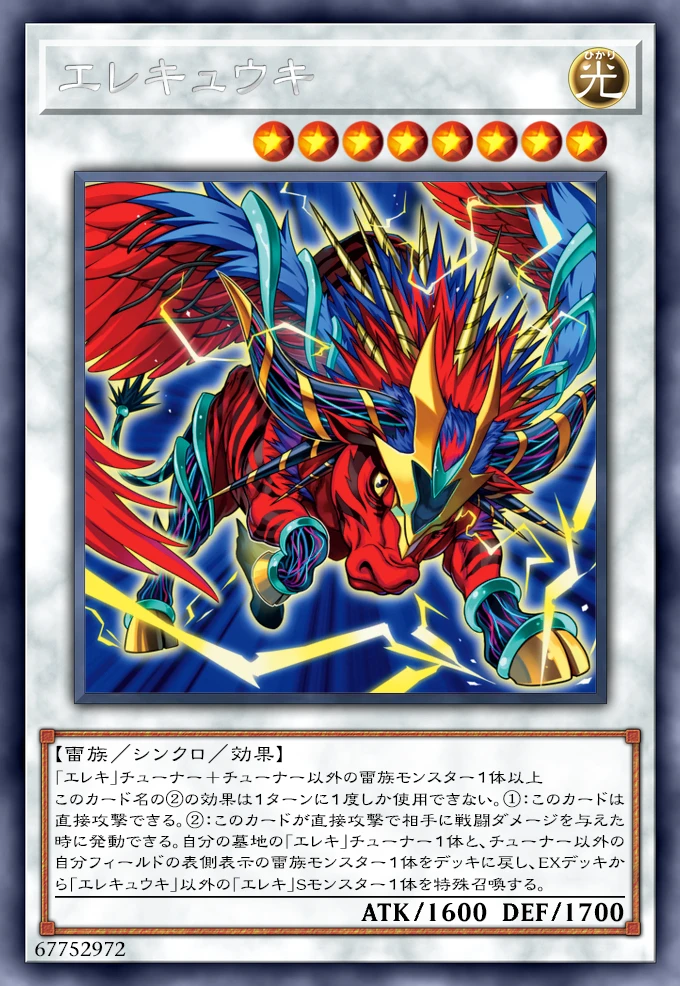 エレキュウキ
ひかり
光
【雷族／シンクロ／効果】
「エレキ」チューナー＋チューナー以外の雷族モンスター１体以上
このカード名の②の効果は１ターンに１度しか使用できない。①：このカードは
直接攻撃できる。②：このカードが直接攻撃で相手に戦闘ダメージを与えた
時に発動できる。自分の墓地の「エレキ」チューナー１体と、チューナー以外の
自分フィールドの表側表示の雷族モンスター１体をデッキに戻し、EXデッキか
ら「エレキュウキ」以外の「エレキ」Sモンスター１体を特殊召喚する。
ATK/1600 DEF/1700
67752972